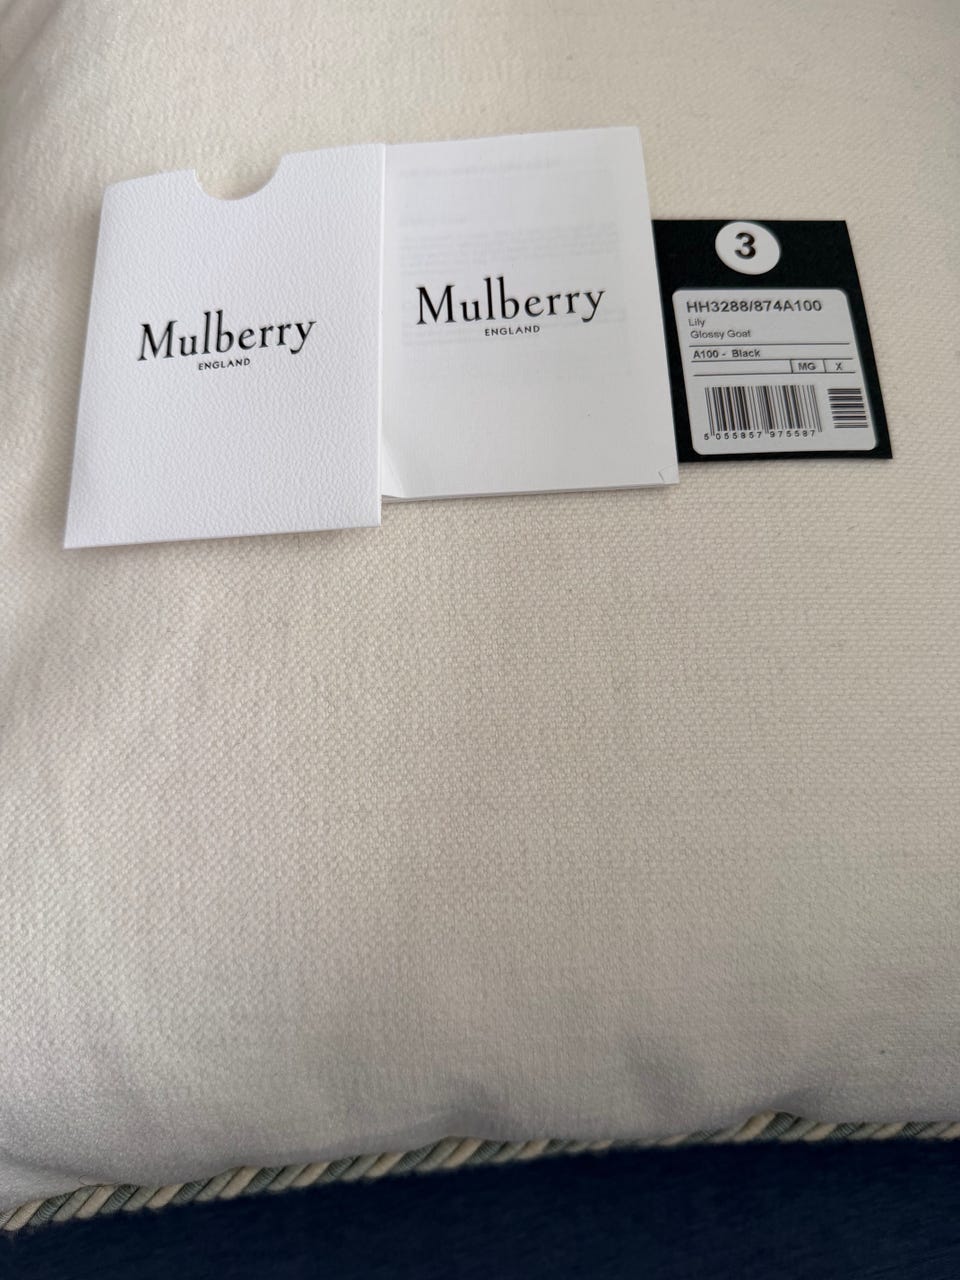 Mulberry
ENGLAND
Mulberry
ENGLAND
3
HH3288/874A100
Lily
Glossy Goat
A100 - Black
MG X
5 055857 975587